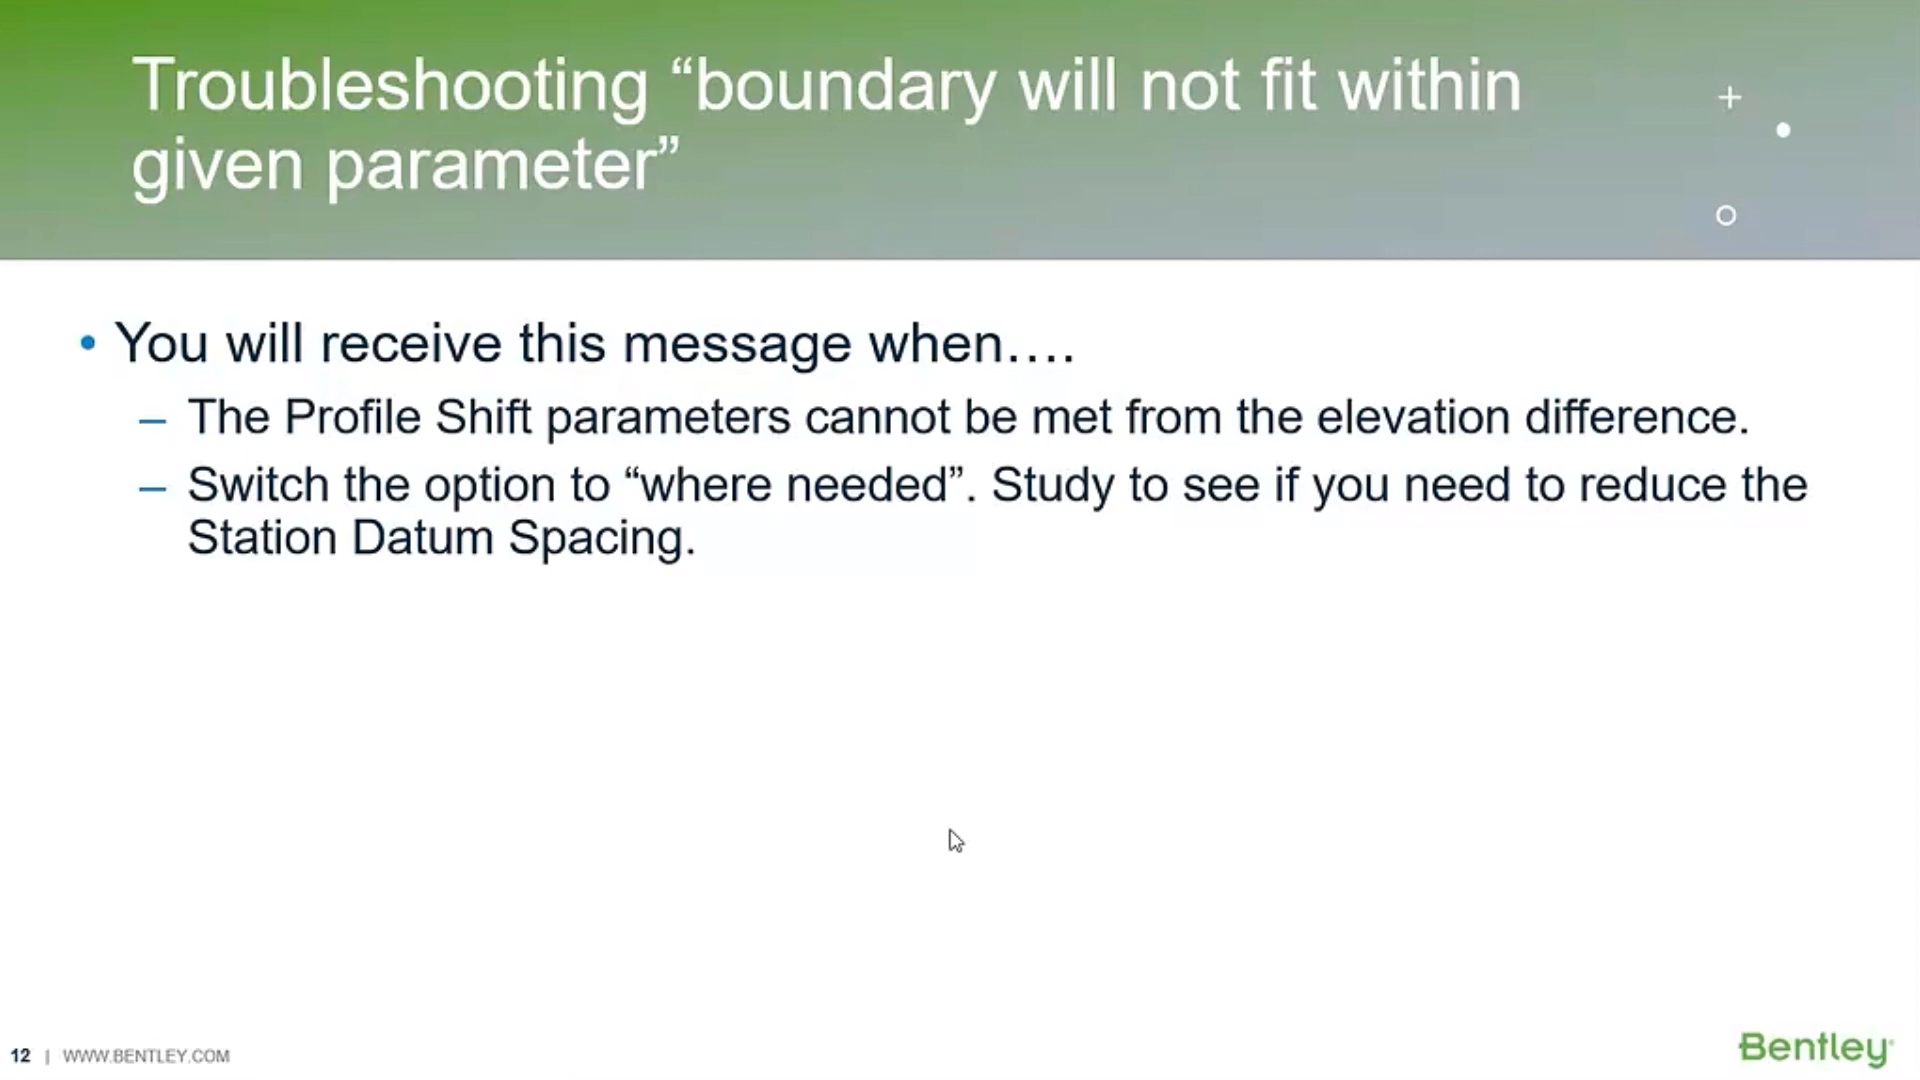 Troubleshooting “boundary will not fit within
given parameter”
• You will receive this message when….
– The Profile Shift parameters cannot be met from the elevation difference.
– Switch the option to “where needed”. Study to see if you need to reduce the
Station Datum Spacing.
12 | WWW.BENTLEY.COM
Bentley